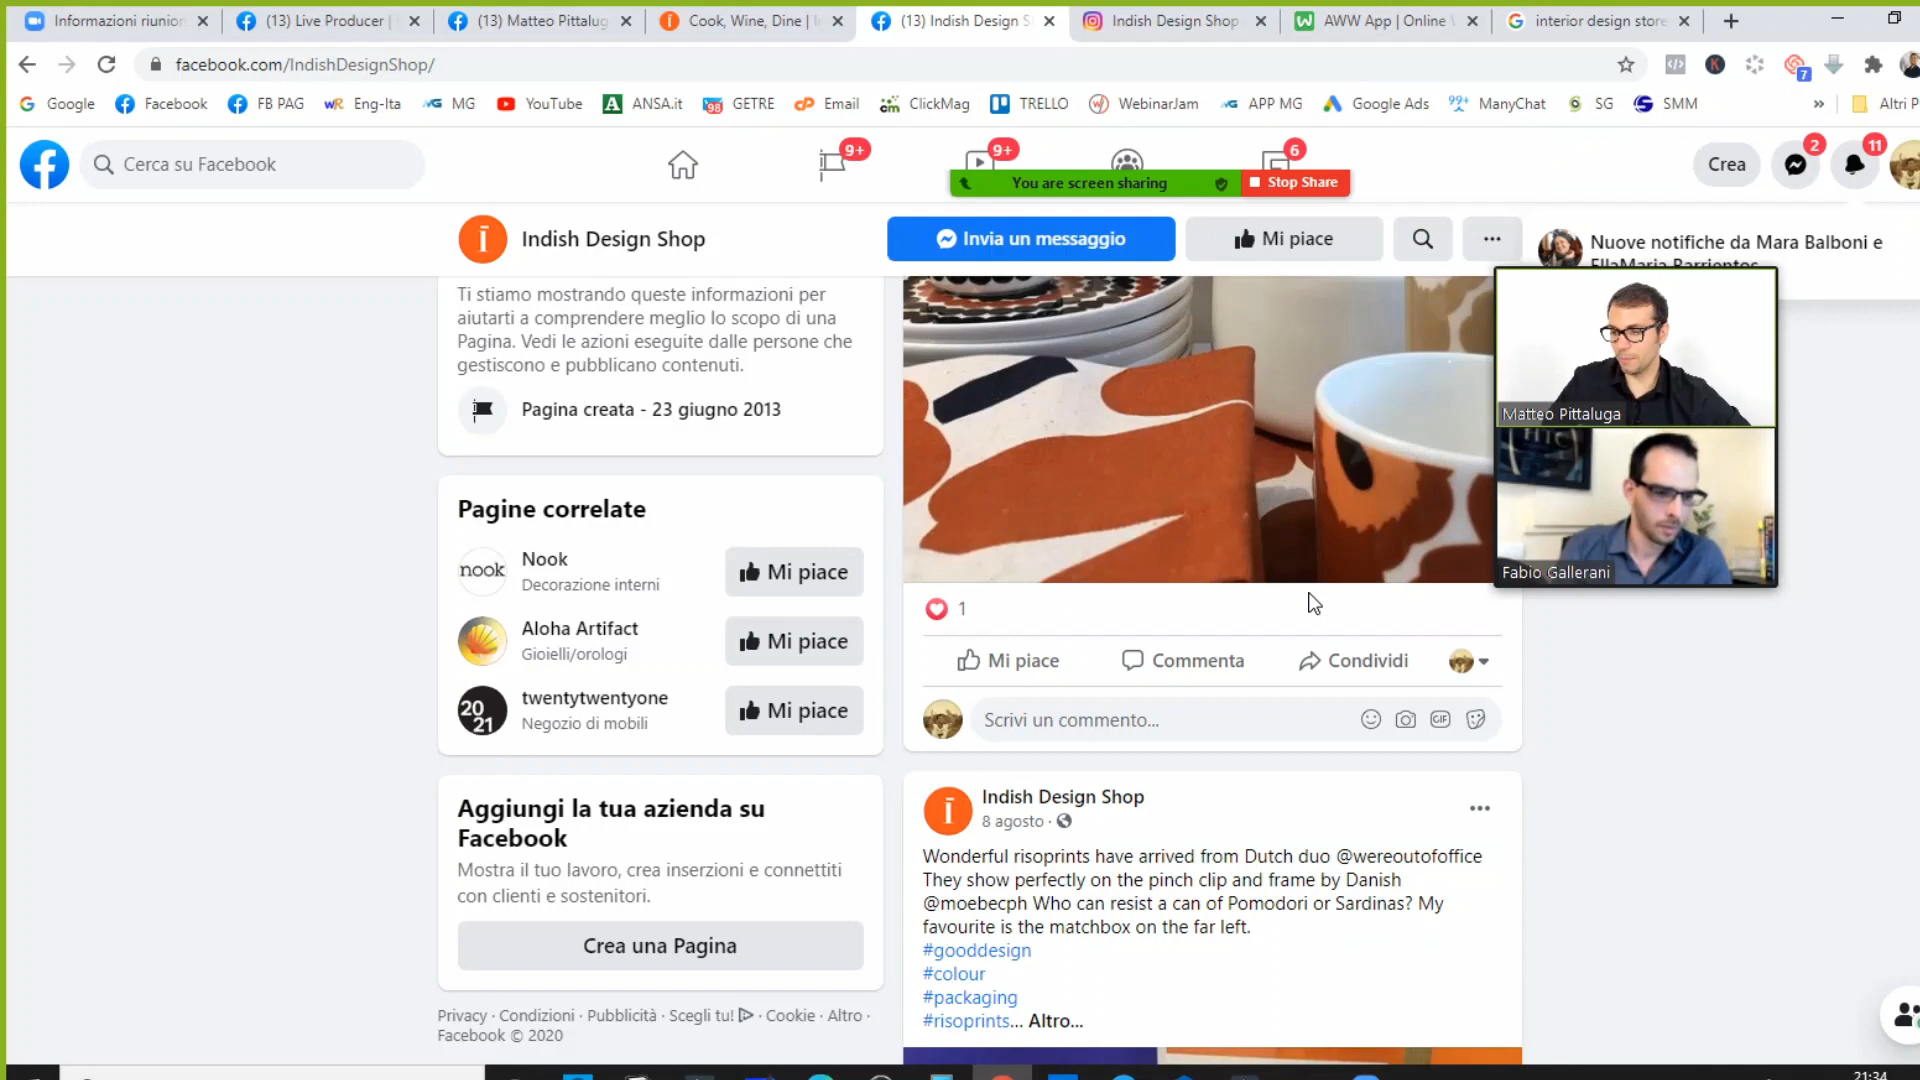 Informazioni riunion
(13) Live Producer |
(13) Matteo Pittalug
Cook, Wine, Dine |
(13) Indish Design S
Indish Design Shop
AWW App | Online
interior design store
facebook.com/IndishDesignShop/
7
Google
Facebook
FB PAG
Eng-Ita
MG
YouTube
ANSA.it
GETRE
Email
ClickMag
TRELLO
WebinarJam
APP MG
Google Ads
99+
ManyChat
SG
SMM
»
Altri P
Cerca su Facebook
9+
9+
6
Crea
2
11
You are screen sharing
Stop Share
Indish Design Shop
Invia un messaggio
Mi piace
Nuove notifiche da Mara Balboni e
EllaMaria Barrientos
Ti stiamo mostrando queste informazioni per
aiutarti a comprendere meglio lo scopo di una
Pagina. Vedi le azioni eseguite dalle persone che
gestiscono e pubblicano contenuti.
Pagina creata - 23 giugno 2013
Matteo Pittaluga
Fabio Gallerani
Pagine correlate
nook
Nook
Decorazione interni
Mi piace
Aloha Artifact
Gioielli/orologi
Mi piace
20
21
twentytwentyone
Negozio di mobili
Mi piace
1
Mi piace
Commenta
Condividi
Scrivi un commento...
GIF
Aggiungi la tua azienda su
Facebook
Mostra il tuo lavoro, crea inserzioni e connettiti
con clienti e sostenitori.
Crea una Pagina
Privacy · Condizioni · Pubblicità · Scegli tu! · Cookie · Altro ·
Facebook © 2020
Indish Design Shop
8 agosto ·
Wonderful risoprints have arrived from Dutch duo @wereoutofoffice
They show perfectly on the pinch clip and frame by Danish
@moebecph Who can resist a can of Pomodori or Sardinas? My
favourite is the matchbox on the far left.
#gooddesign
#colour
#packaging
#risoprints... Altro...
21:34